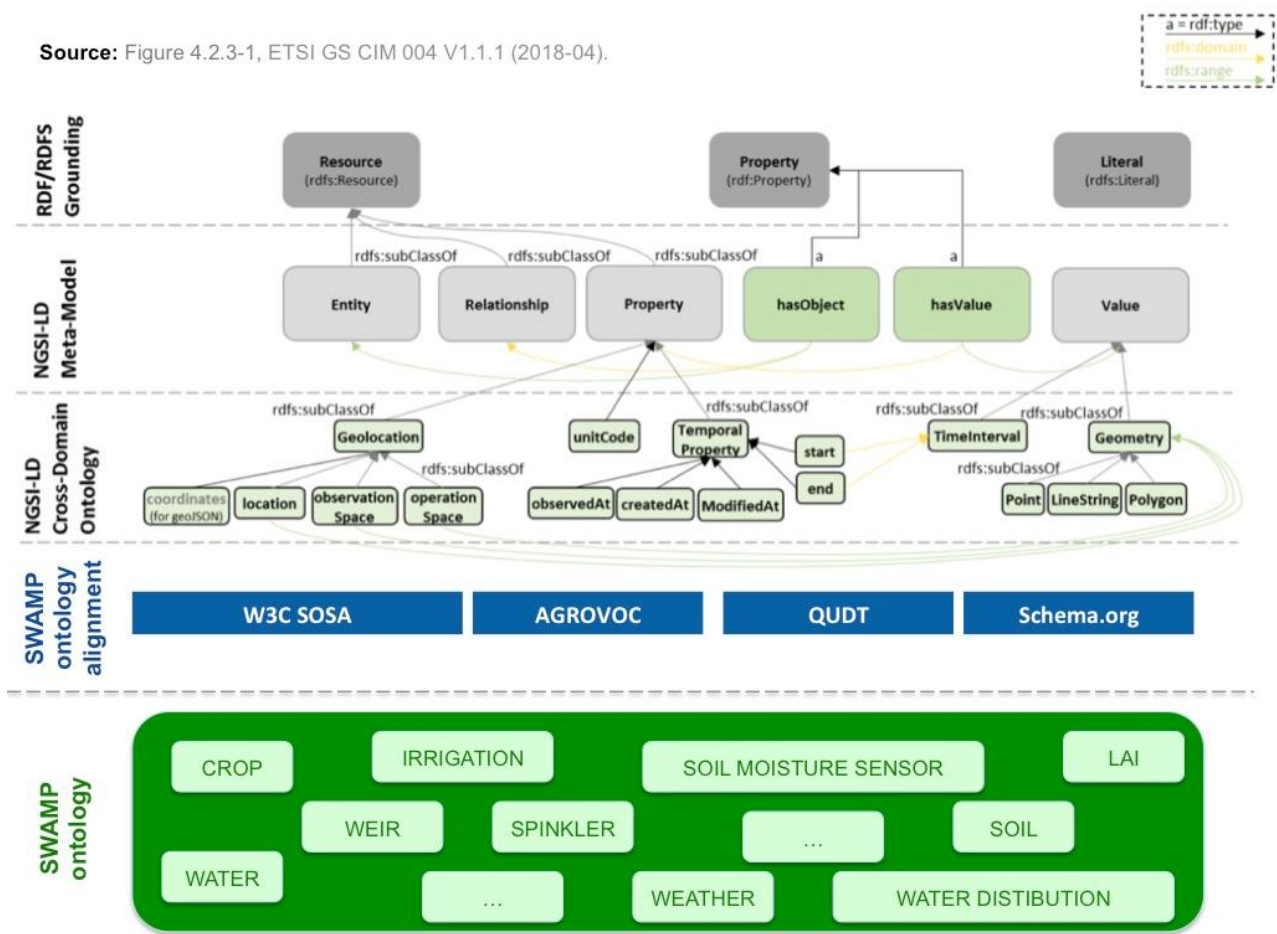 Source: Figure 4.2.3-1, ETSI GS CIM 004 V1.1.1 (2018-04).
a = rdf:type
rdfs:domain
rdfs:range
RDF/RDFS
Grounding
Resource
(rdfs:Resource)
Property
(rdf:Property)
Literal
(rdfs:Literal)
NGSI-LD
Meta-Model
rdfs:subClassOf
rdfs:subClassOf
rdfs:subClassOf
a
a
Entity
Relationship
Property
hasObject
hasValue
Value
NGSI-LD
Cross-Domain
Ontology
rdfs:subClassOf
rdfs:subClassOf
rdfs:subClassOf
rdfs:subClassOf
Geolocation
unitCode
Temporal
Property
start
end
TimeInterval
Geometry
rdfs:subClassOf
rdfs:subClassOf
coordinates
(for geoJSON)
location
observation
Space
operation
Space
observedAt
createdAt
ModifiedAt
Point
LineString
Polygon
SWAMP
ontology
alignment
W3C SOSA
AGROVOC
QUDT
Schema.org
SWAMP
ontology
CROP
IRRIGATION
SOIL MOISTURE SENSOR
LAI
WEIR
SPINKLER
...
SOIL
WATER
...
WEATHER
WATER DISTIBUTION